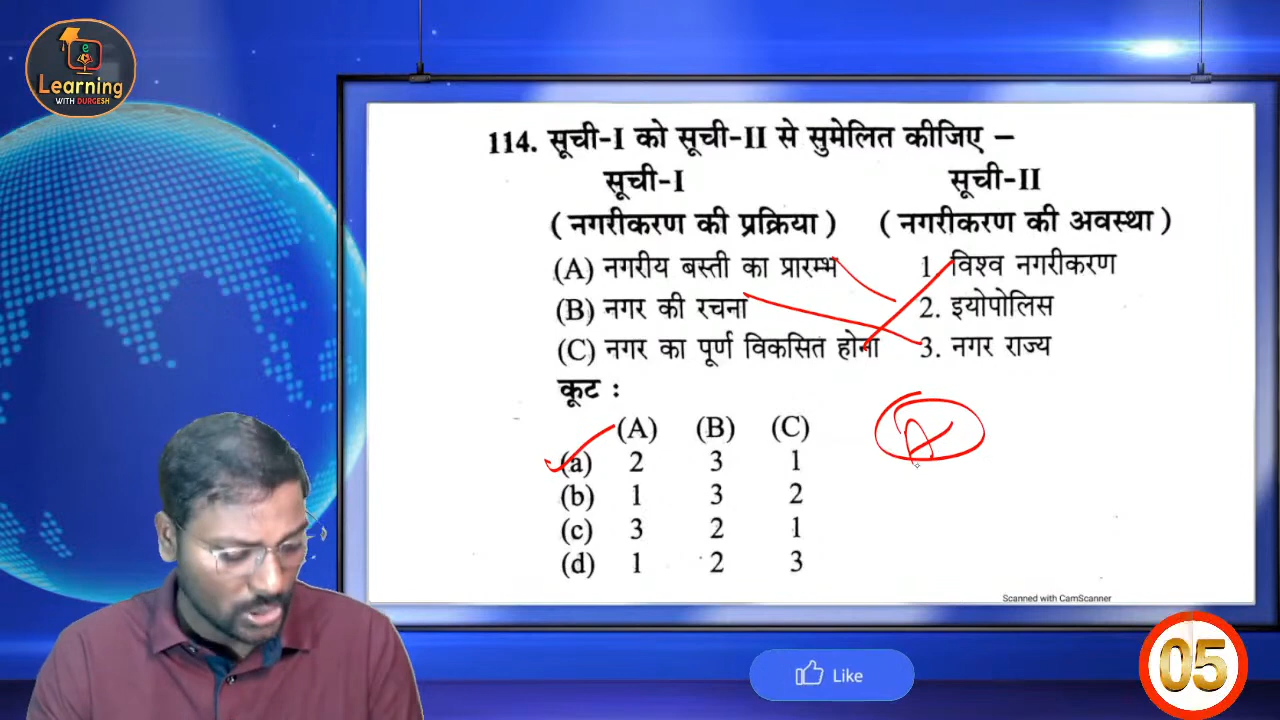 e
Learning
WITH DURGESH
114. सूची-I को सूची-II से सुमेलित कीजिए –
सूची-I सूची-II
( नगरीकरण की प्रक्रिया ) ( नगरीकरण की अवस्था )
(A) नगरीय बस्ती का प्रारम्भ 1. विश्व नगरीकरण
(B) नगर की रचना 2. इयोपोलिस
(C) नगर का पूर्ण विकसित होना 3. नगर राज्य
कूट :
(A) (B) (C)
(a) 2 3 1
(b) 1 3 2
(c) 3 2 1
(d) 1 2 3
A
Scanned with CamScanner
Like
05